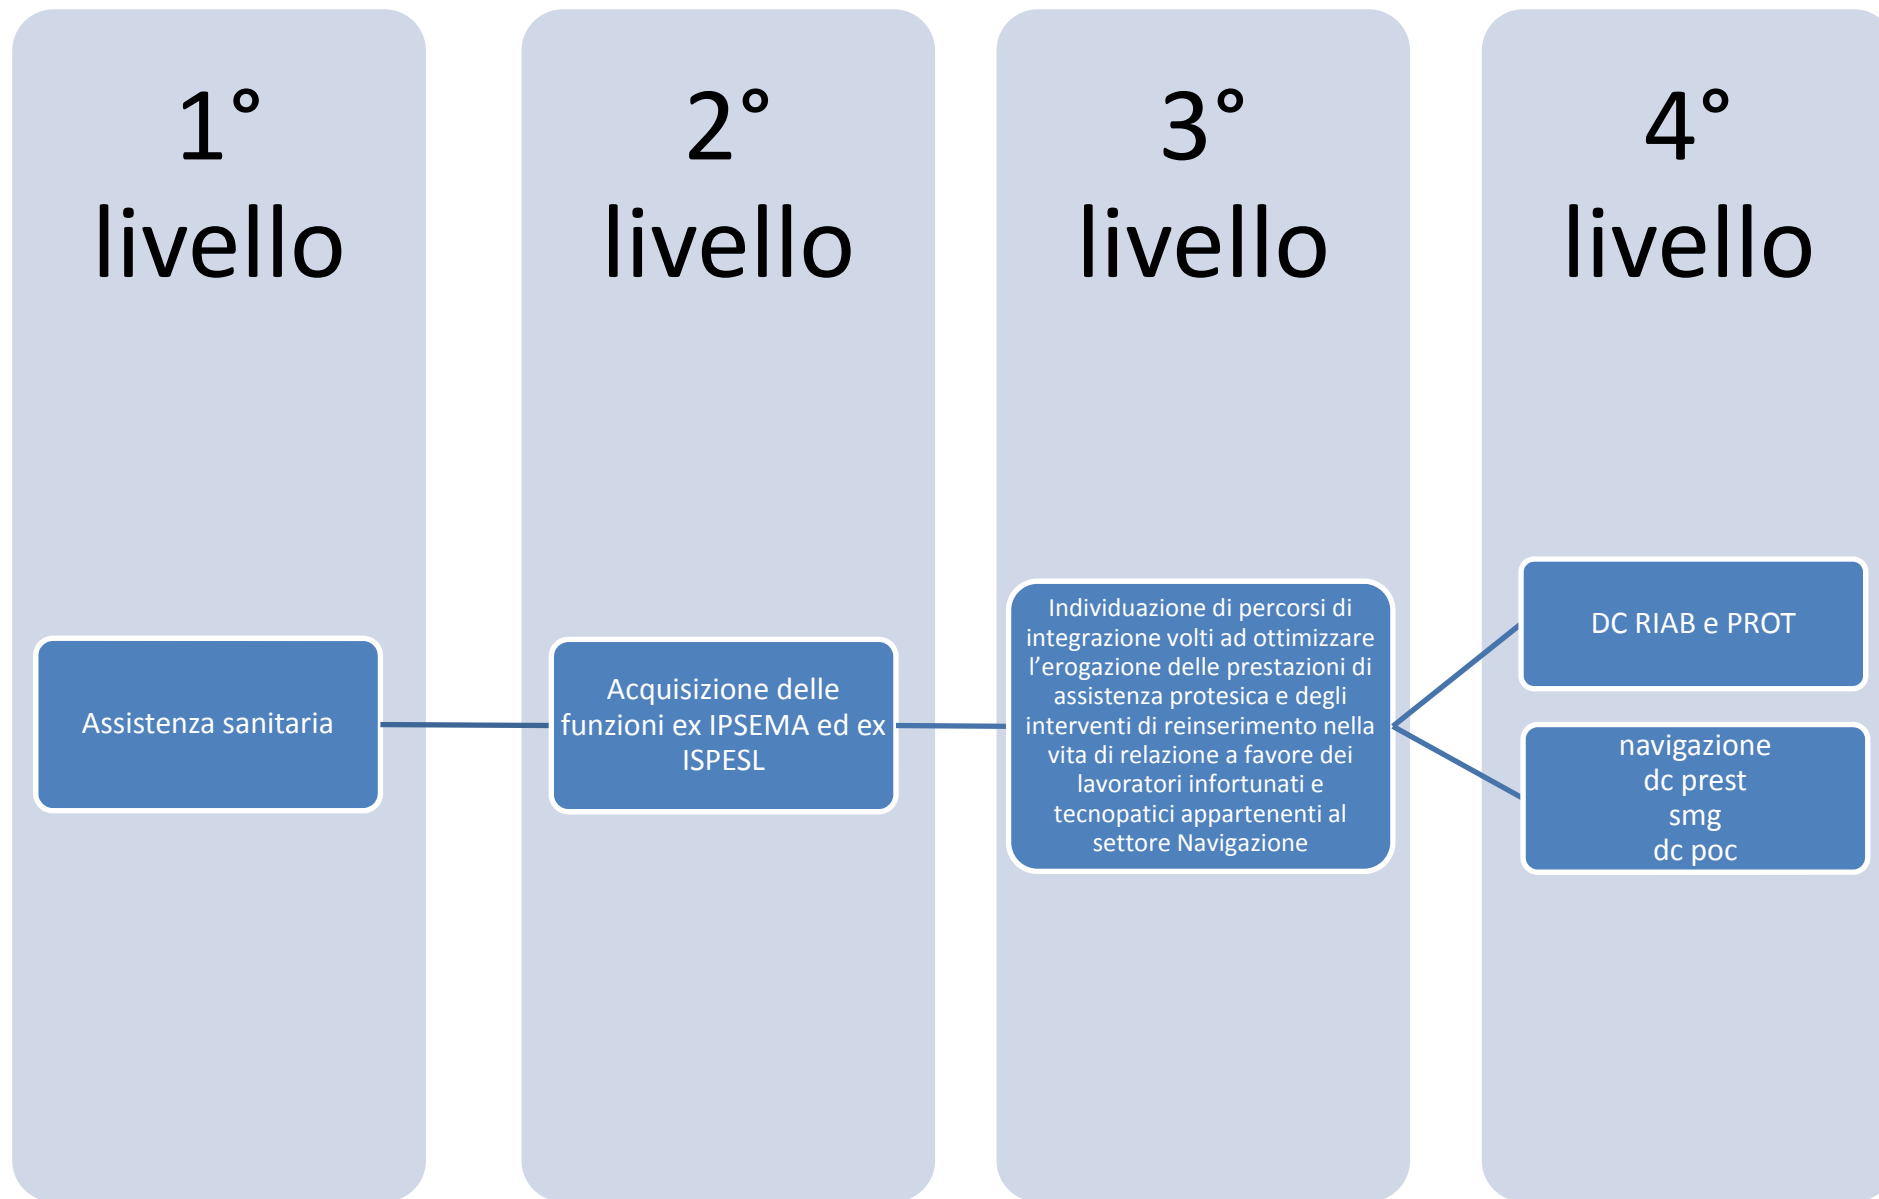 1°
livello
2°
livello
3°
livello
4°
livello
Assistenza sanitaria
Acquisizione delle
funzioni ex IPSEMA ed ex
ISPESL
Individuazione di percorsi di
integrazione volti ad ottimizzare
l’erogazione delle prestazioni di
assistenza protesica e degli
interventi di reinserimento nella
vita di relazione a favore dei
lavoratori infortunati e
tecnopatici appartenenti al
settore Navigazione
DC RIAB e PROT
navigazione
dc prest
smg
dc poc